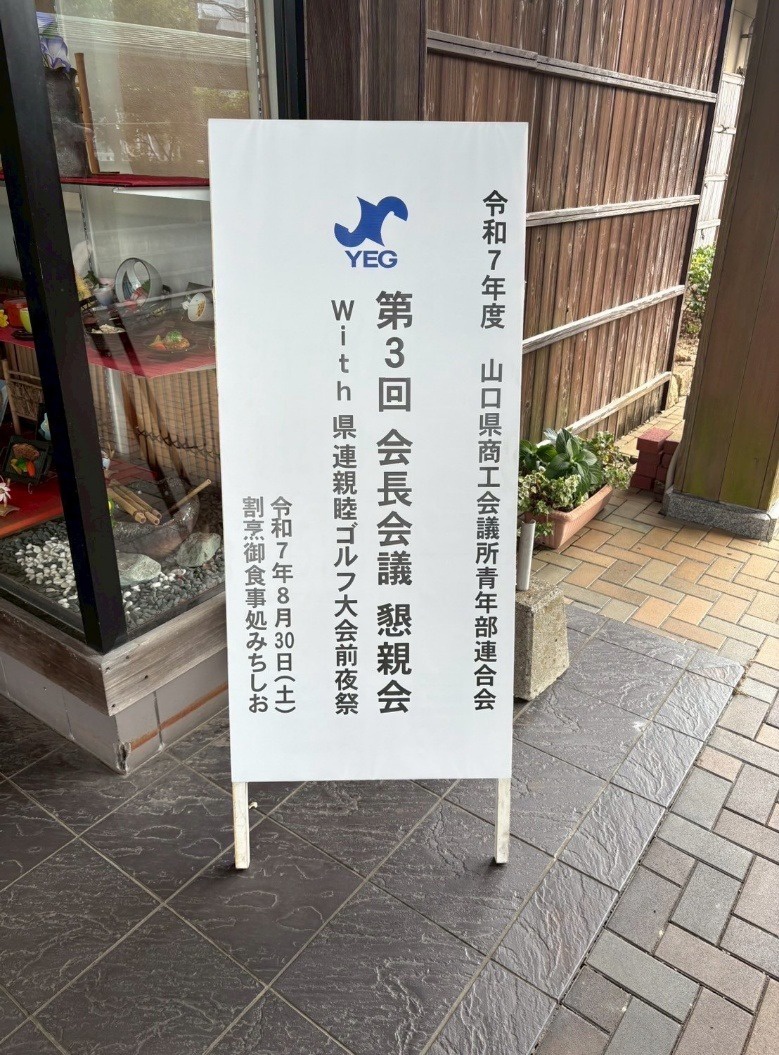 YEG
令和7年度　山口県商工会議所青年部連合会
第3回 会長会議 懇親会
With 県連親睦ゴルフ大会前夜祭
令和7年8月30日(土)
割烹御食事処みちしお